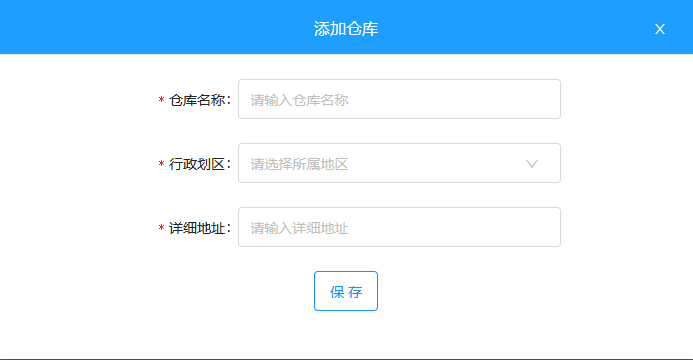 添加仓库
* 仓库名称：请输入仓库名称
* 行政划区：请选择所属地区
* 详细地址：请输入详细地址
保 存